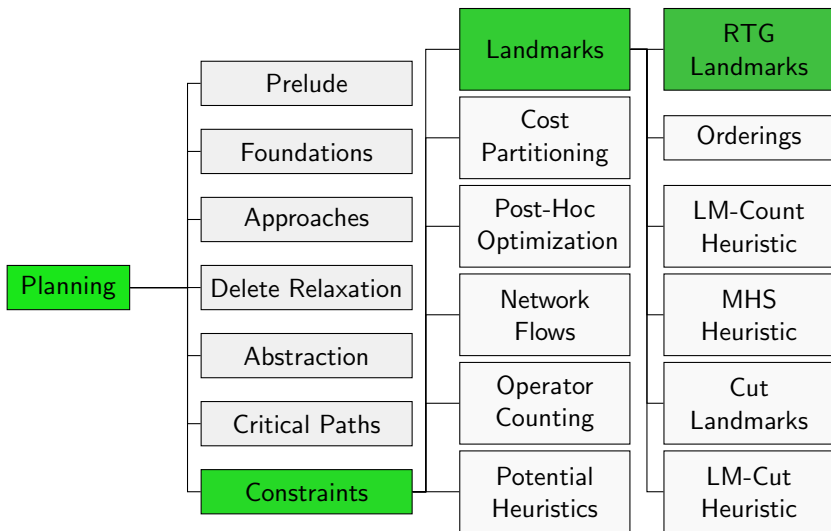 Planning
Prelude
Foundations
Approaches
Delete Relaxation
Abstraction
Critical Paths
Constraints
Landmarks
Cost
Partitioning
Post-Hoc
Optimization
Network
Flows
Operator
Counting
Potential
Heuristics
RTG
Landmarks
Orderings
LM-Count
Heuristic
MHS
Heuristic
Cut
Landmarks
LM-Cut
Heuristic